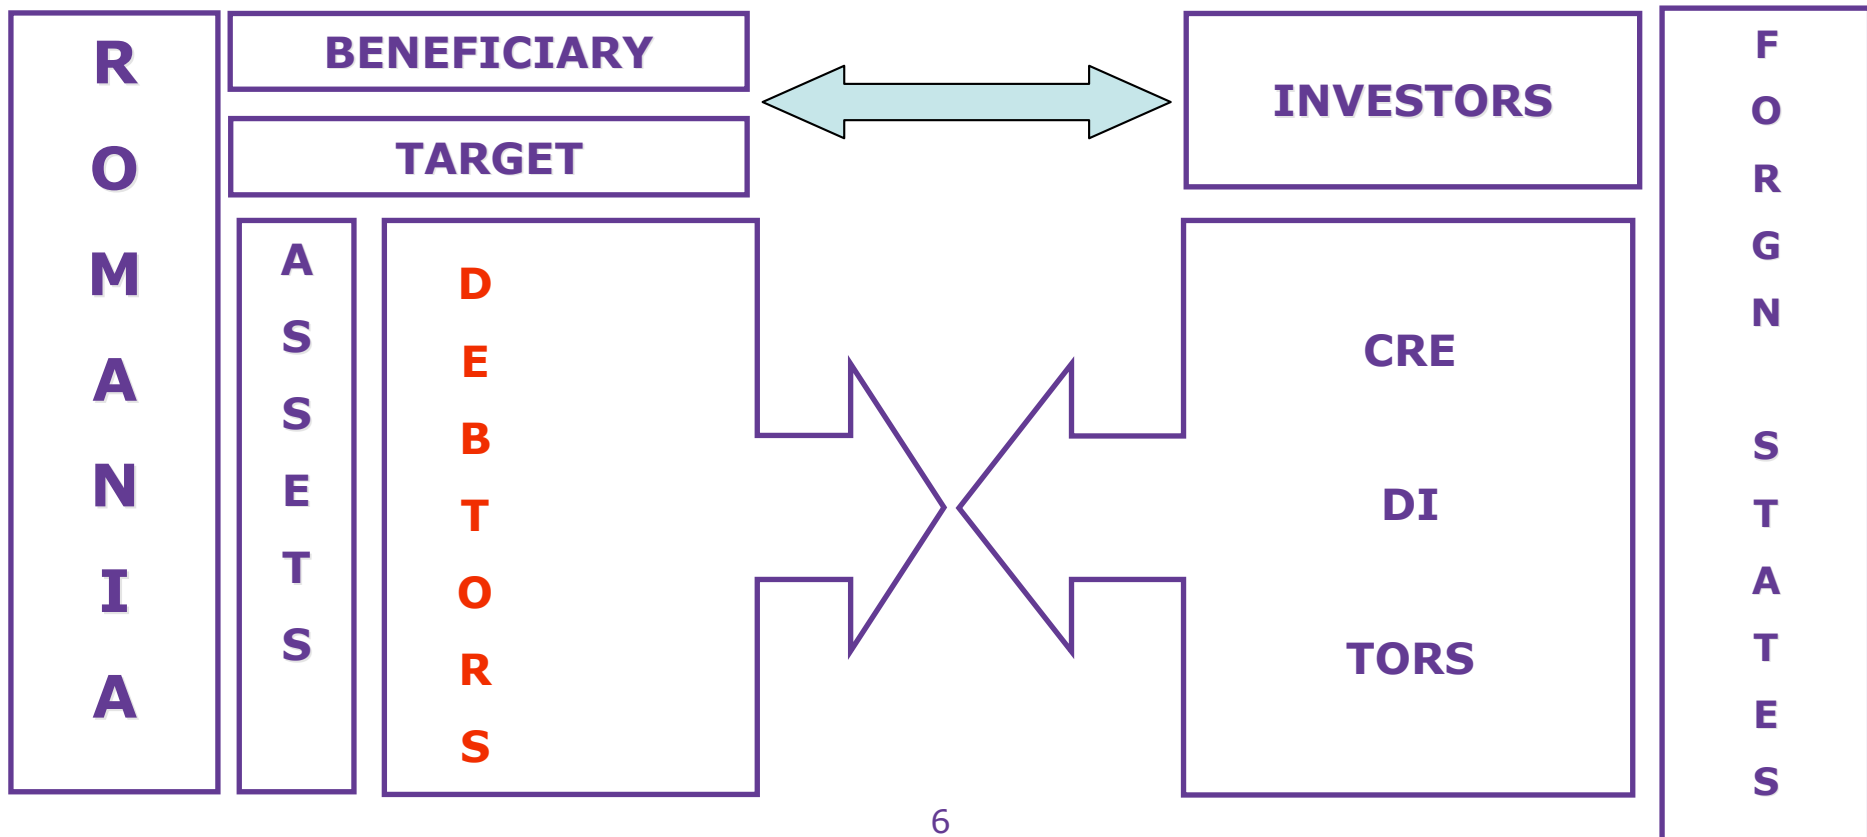 ROMANIA
BENEFICIARY
TARGET
ASSETS
DEBTORS
INVESTORS
CRE
DI
TORS
FORGN STATES
6